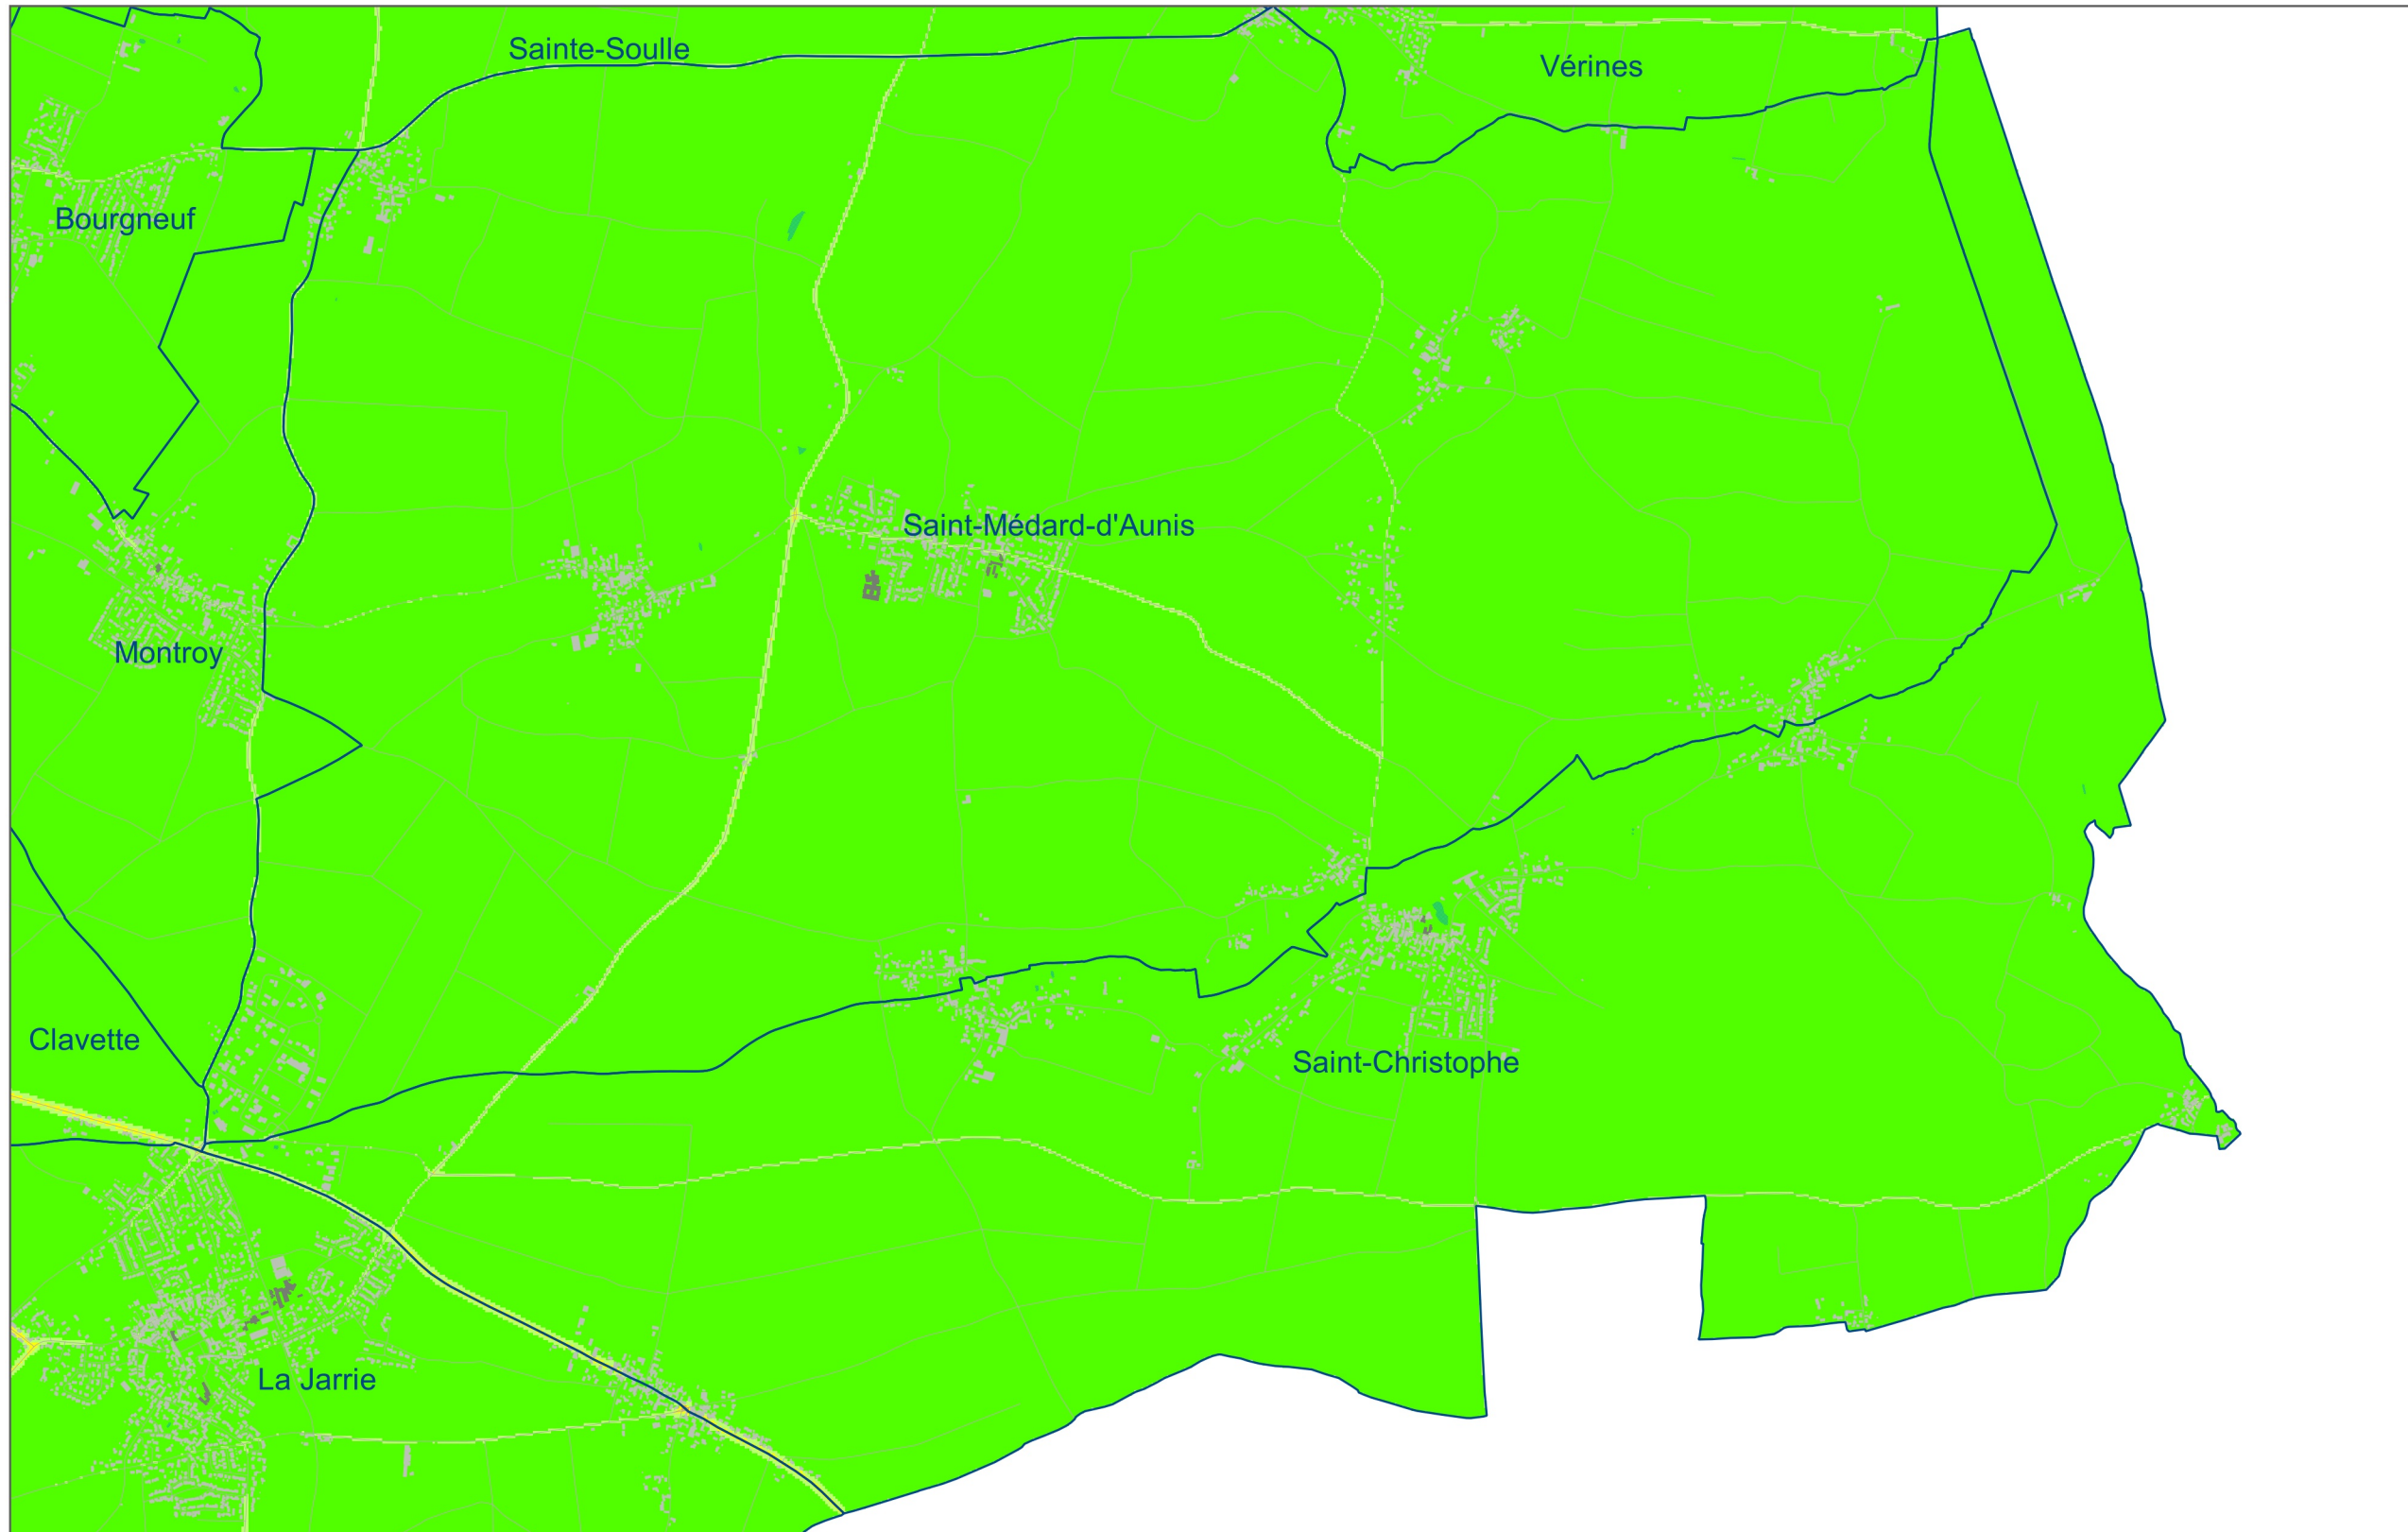 Sainte-Soulle
Vérines
Bourgneuf
Saint-Médard-d'Aunis
Montroy
Clavette
Saint-Christophe
La Jarrie